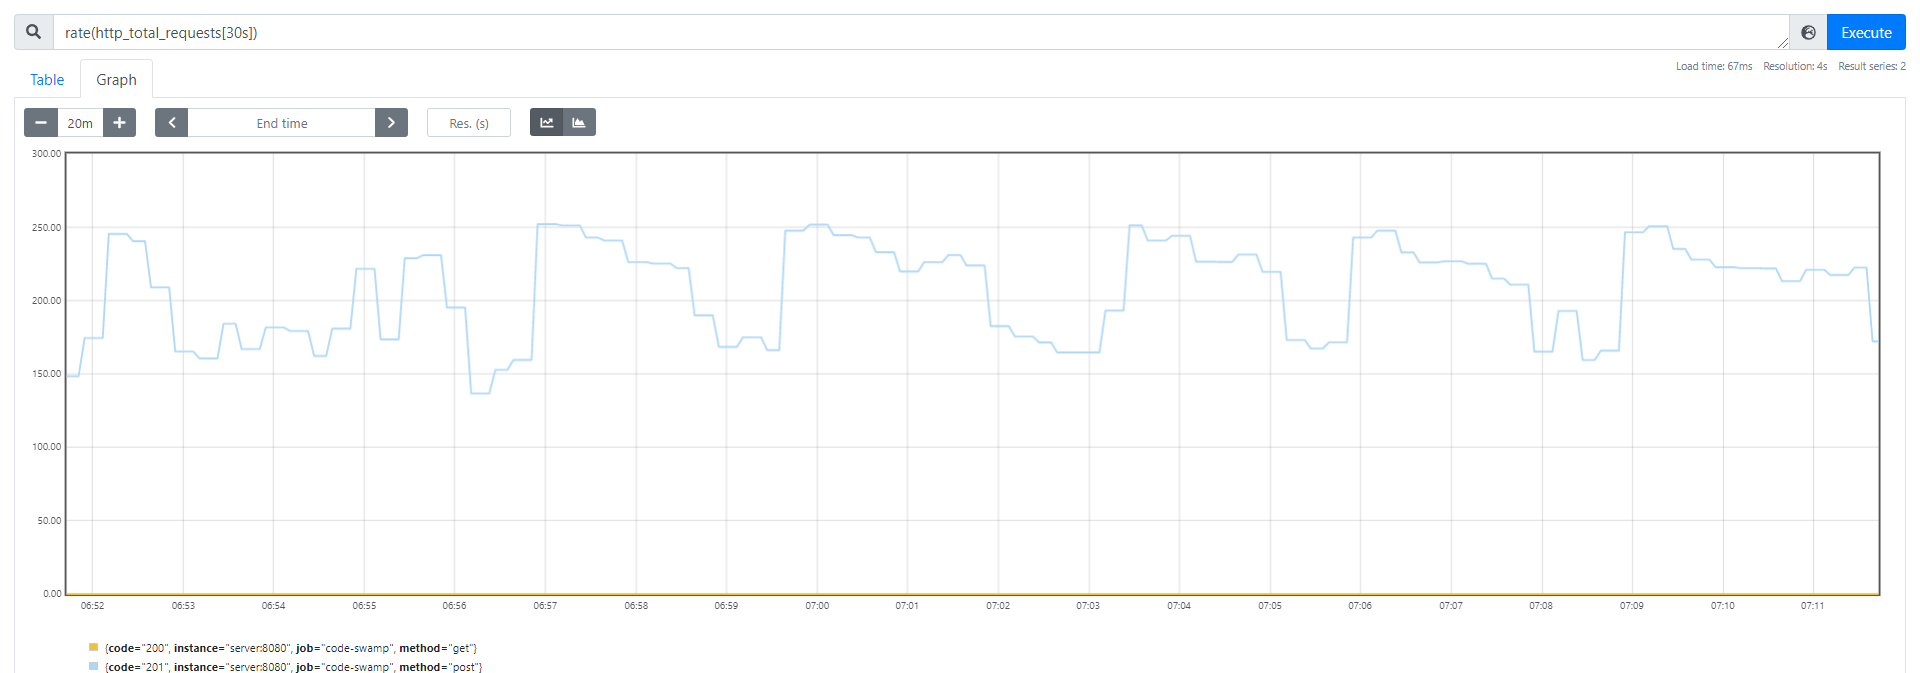 rate(http_total_requests[30s])
Execute
Table
Graph
Load time: 67ms Resolution: 4s Result series: 2
20m
End time
Res. (s)
300.00
250.00
200.00
150.00
100.00
50.00
0.00
06:52 06:53 06:54 06:55 06:56 06:57 06:58 06:59 07:00 07:01 07:02 07:03 07:04 07:05 07:06 07:07 07:08 07:09 07:10 07:11
{code="200", instance="server:8080", job="code-swamp", method="get"}
{code="201", instance="server:8080", job="code-swamp", method="post"}